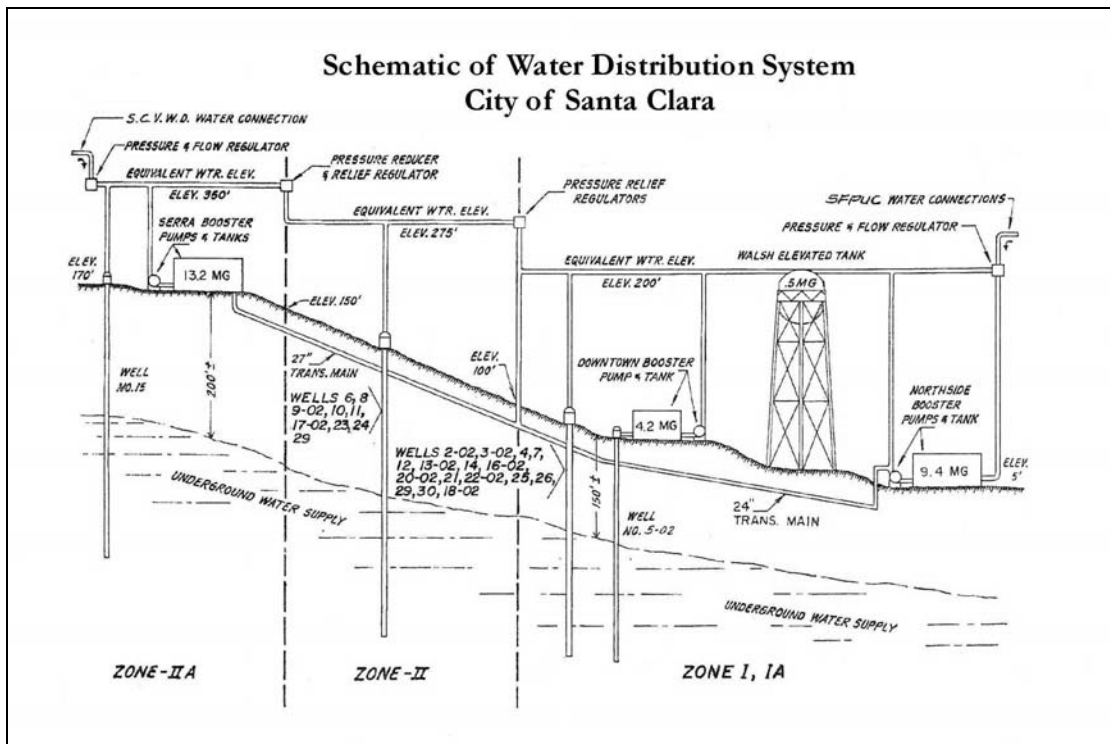 Schematic of Water Distribution System
City of Santa Clara
S.C.V.W.D. WATER CONNECTION
PRESSURE & FLOW REGULATOR
EQUIVALENT WTR. ELEV.
ELEV. 360'
PRESSURE REDUCER
& RELIEF REGULATOR
EQUIVALENT WTR. ELEV.
ELEV. 275'
PRESSURE RELIEF
REGULATORS
SFPUC WATER CONNECTIONS
PRESSURE & FLOW REGULATOR
EQUIVALENT WTR. ELEV.
ELEV. 200'
WALSH ELEVATED TANK
.5MG
SERRA BOOSTER
PUMPS & TANKS
ELEV.
170'
13.2 MG
ELEV. 150'
200' ±
WELL
NO. 15
27"
TRANS. MAIN
WELLS 6, 8
9-02, 10, 11,
17-02, 23, 24
29
ELEV.
100'
WELLS 2-02, 3-02, 4, 7,
12, 13-02, 14, 16-02,
20-02, 21, 22-02, 25, 26,
29, 30, 18-02
DOWNTOWN BOOSTER
PUMP & TANK
4.2 MG
150' ±
WELL
NO. 5-02
24"
TRANS. MAIN
NORTHSIDE
BOOSTER
PUMPS & TANK
9.4 MG
ELEV.
5'
UNDERGROUND WATER SUPPLY
UNDERGROUND WATER SUPPLY
ZONE-IIA
ZONE-II
ZONE I, IA